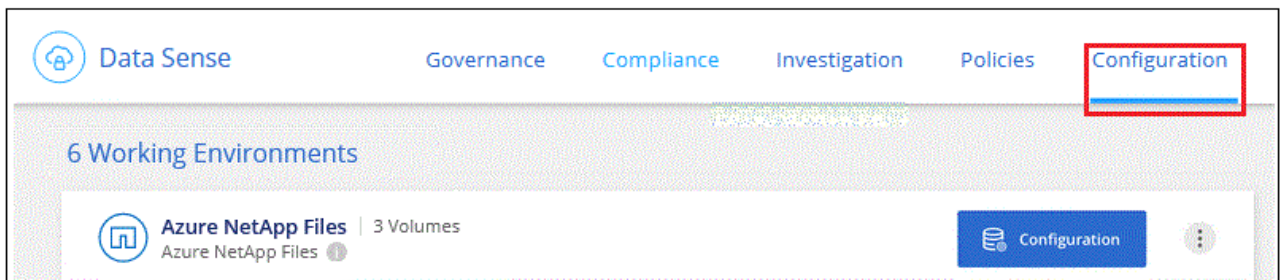 Data Sense Governance Compliance Investigation Policies Configuration
6 Working Environments
Azure NetApp Files 3 Volumes
Azure NetApp Files
Configuration